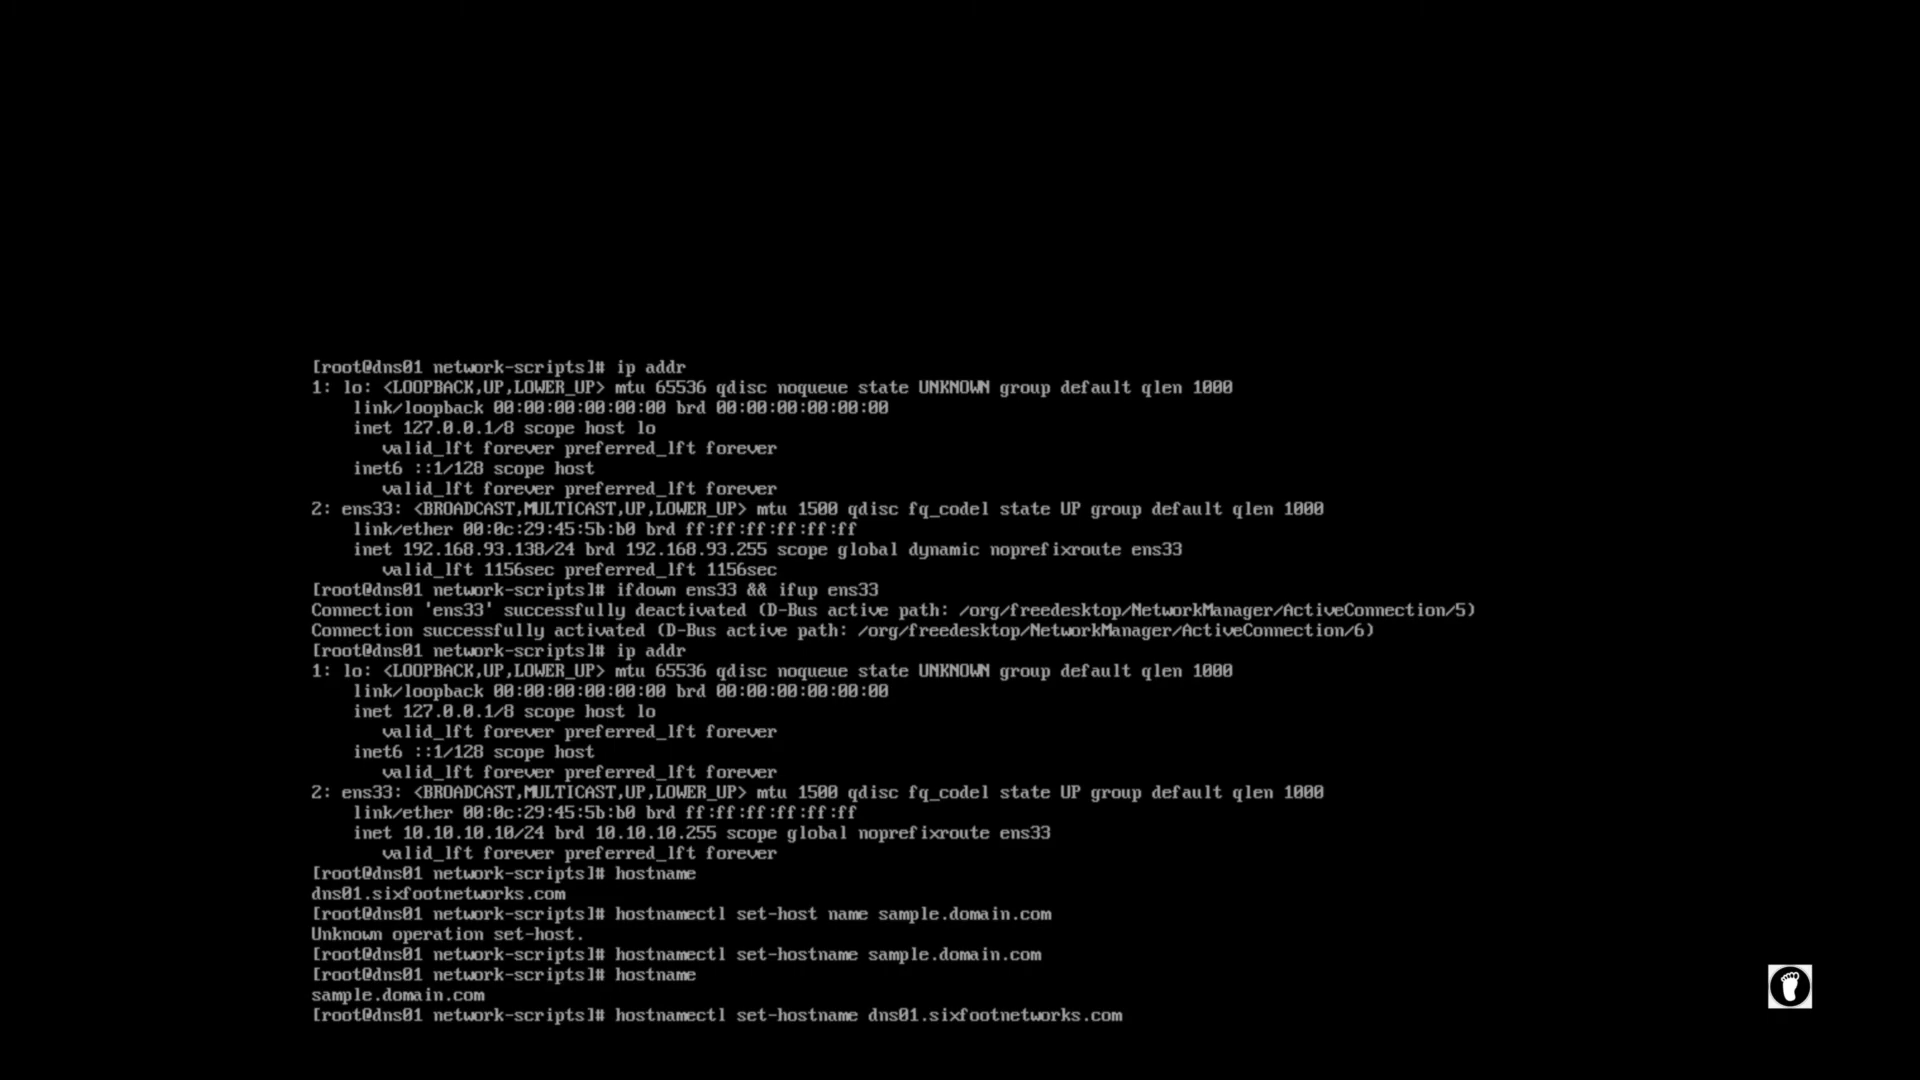 [root@dns01 network-scripts]# ip addr
1: lo: <LOOPBACK,UP,LOWER_UP> mtu 65536 qdisc noqueue state UNKNOWN group default qlen 1000
    link/loopback 00:00:00:00:00:00 brd 00:00:00:00:00:00
    inet 127.0.0.1/8 scope host lo
       valid_lft forever preferred_lft forever
    inet6 ::1/128 scope host
       valid_lft forever preferred_lft forever
2: ens33: <BROADCAST,MULTICAST,UP,LOWER_UP> mtu 1500 qdisc fq_codel state UP group default qlen 1000
    link/ether 00:0c:29:45:5b:b0 brd ff:ff:ff:ff:ff:ff
    inet 192.168.93.138/24 brd 192.168.93.255 scope global dynamic noprefixroute ens33
       valid_lft 1156sec preferred_lft 1156sec
[root@dns01 network-scripts]# ifdown ens33 && ifup ens33
Connection 'ens33' successfully deactivated (D-Bus active path: /org/freedesktop/NetworkManager/ActiveConnection/5)
Connection successfully activated (D-Bus active path: /org/freedesktop/NetworkManager/ActiveConnection/6)
[root@dns01 network-scripts]# ip addr
1: lo: <LOOPBACK,UP,LOWER_UP> mtu 65536 qdisc noqueue state UNKNOWN group default qlen 1000
    link/loopback 00:00:00:00:00:00 brd 00:00:00:00:00:00
    inet 127.0.0.1/8 scope host lo
       valid_lft forever preferred_lft forever
    inet6 ::1/128 scope host
       valid_lft forever preferred_lft forever
2: ens33: <BROADCAST,MULTICAST,UP,LOWER_UP> mtu 1500 qdisc fq_codel state UP group default qlen 1000
    link/ether 00:0c:29:45:5b:b0 brd ff:ff:ff:ff:ff:ff
    inet 10.10.10.10/24 brd 10.10.10.255 scope global noprefixroute ens33
       valid_lft forever preferred_lft forever
[root@dns01 network-scripts]# hostname
dns01.sixfootnetworks.com
[root@dns01 network-scripts]# hostnamectl set-host name sample.domain.com
Unknown operation set-host.
[root@dns01 network-scripts]# hostnamectl set-hostname sample.domain.com
[root@dns01 network-scripts]# hostname
sample.domain.com
[root@dns01 network-scripts]# hostnamectl set-hostname dns01.sixfootnetworks.com